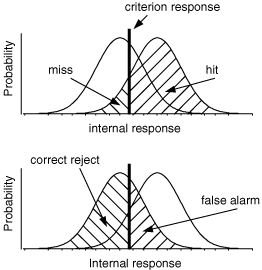 criterion response
Probability
miss
hit
internal response
correct reject
Probability
false alarm
Internal response